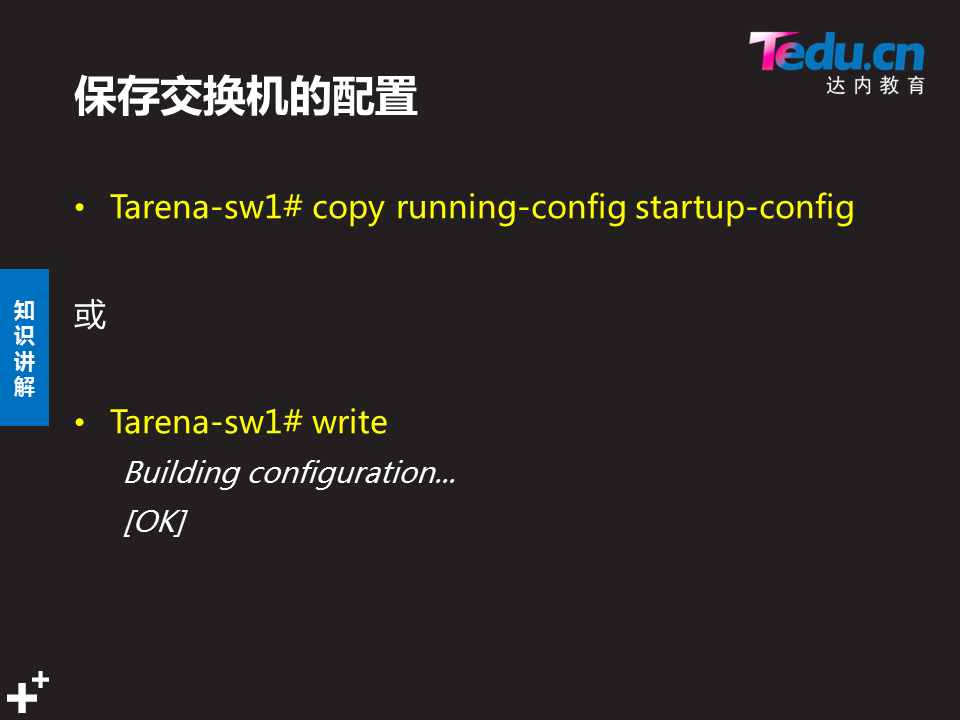 Tedu.cn
达内教育
保存交换机的配置
• Tarena-sw1# copy running-config startup-config
或
知识讲解
• Tarena-sw1# write
Building configuration...
[OK]